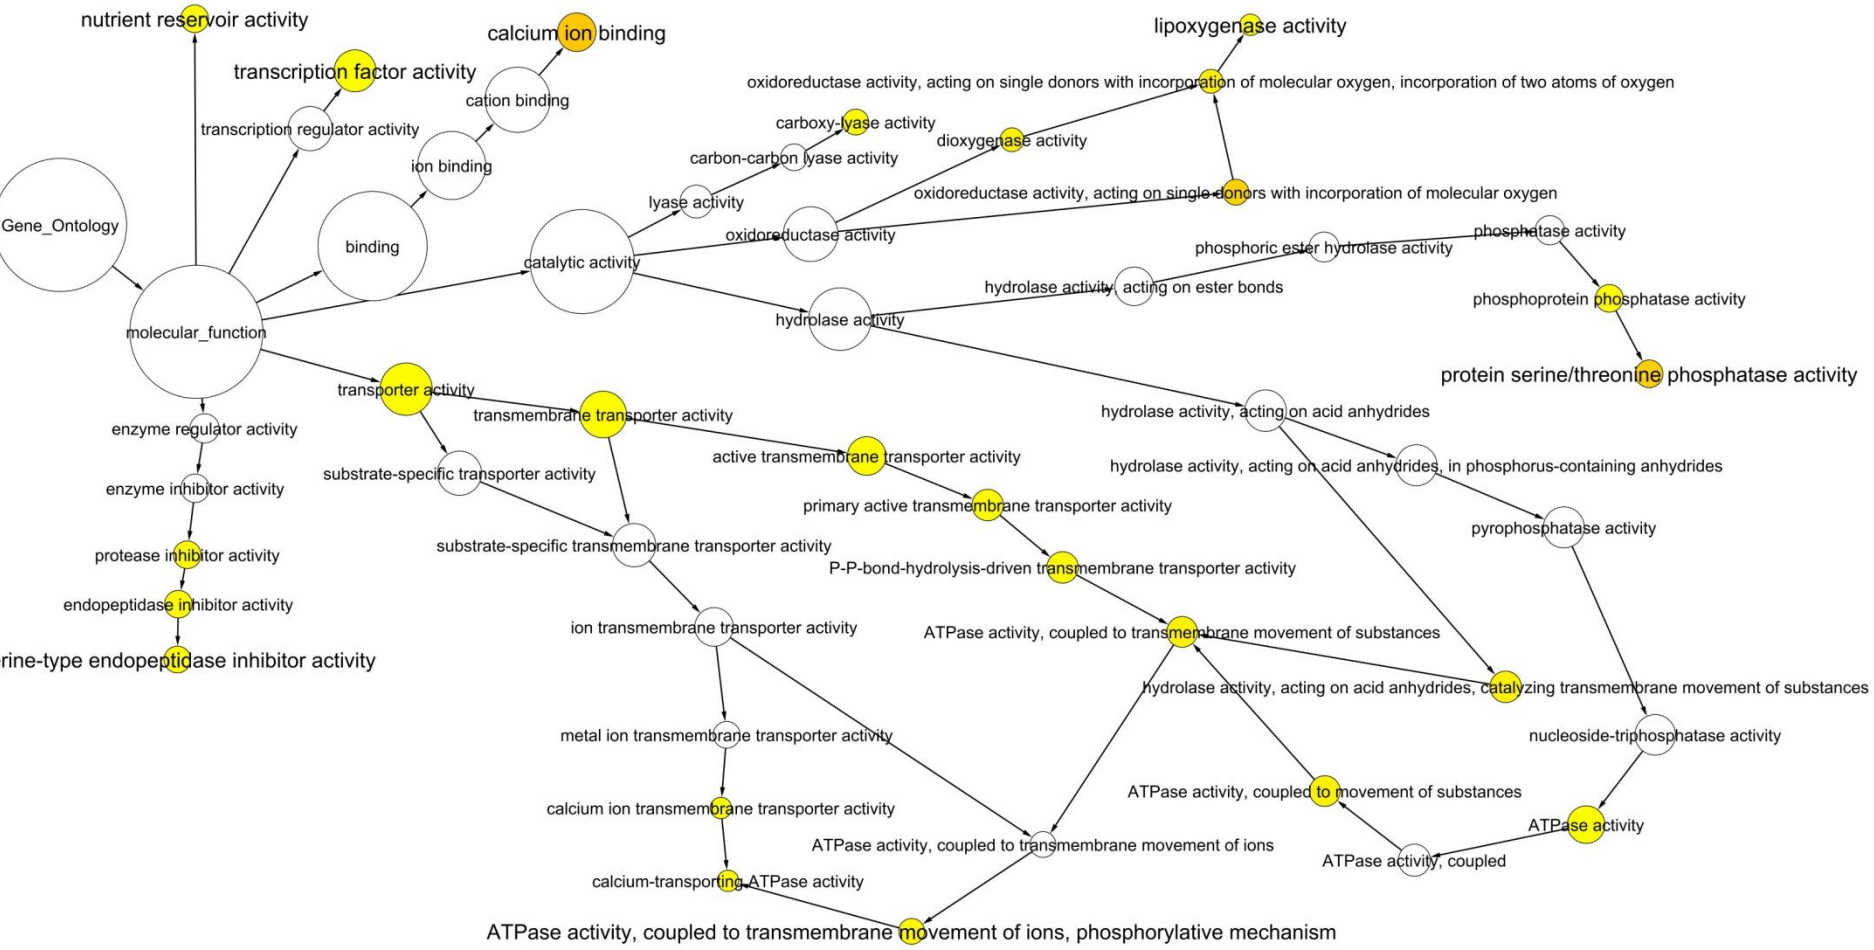 nutrient reservoir activity
calcium ion binding
lipoxygenase activity
transcription factor activity
oxidoreductase activity, acting on single donors with incorporation of molecular oxygen, incorporation of two atoms of oxygen
cation binding
carboxy-lyase activity
transcription regulator activity
dioxygenase activity
carbon-carbon lyase activity
ion binding
oxidoreductase activity, acting on single donors with incorporation of molecular oxygen
lyase activity
Gene_Ontology
phosphatase activity
oxidoreductase activity
binding
phosphoric ester hydrolase activity
catalytic activity
hydrolase activity, acting on ester bonds
phosphoprotein phosphatase activity
hydrolase activity
molecular_function
protein serine/threonine phosphatase activity
transporter activity
hydrolase activity, acting on acid anhydrides
transmembrane transporter activity
enzyme regulator activity
active transmembrane transporter activity
hydrolase activity, acting on acid anhydrides, in phosphorus-containing anhydrides
substrate-specific transporter activity
enzyme inhibitor activity
primary active transmembrane transporter activity
pyrophosphatase activity
substrate-specific transmembrane transporter activity
protease inhibitor activity
P-P-bond-hydrolysis-driven transmembrane transporter activity
endopeptidase inhibitor activity
ion transmembrane transporter activity
ATPase activity, coupled to transmembrane movement of substances
rine-type endopeptidase inhibitor activity
hydrolase activity, acting on acid anhydrides, catalyzing transmembrane movement of substances
metal ion transmembrane transporter activity
nucleoside-triphosphatase activity
ATPase activity, coupled to movement of substances
calcium ion transmembrane transporter activity
ATPase activity
ATPase activity, coupled to transmembrane movement of ions
ATPase activity, coupled
calcium-transporting ATPase activity
ATPase activity, coupled to transmembrane movement of ions, phosphorylative mechanism